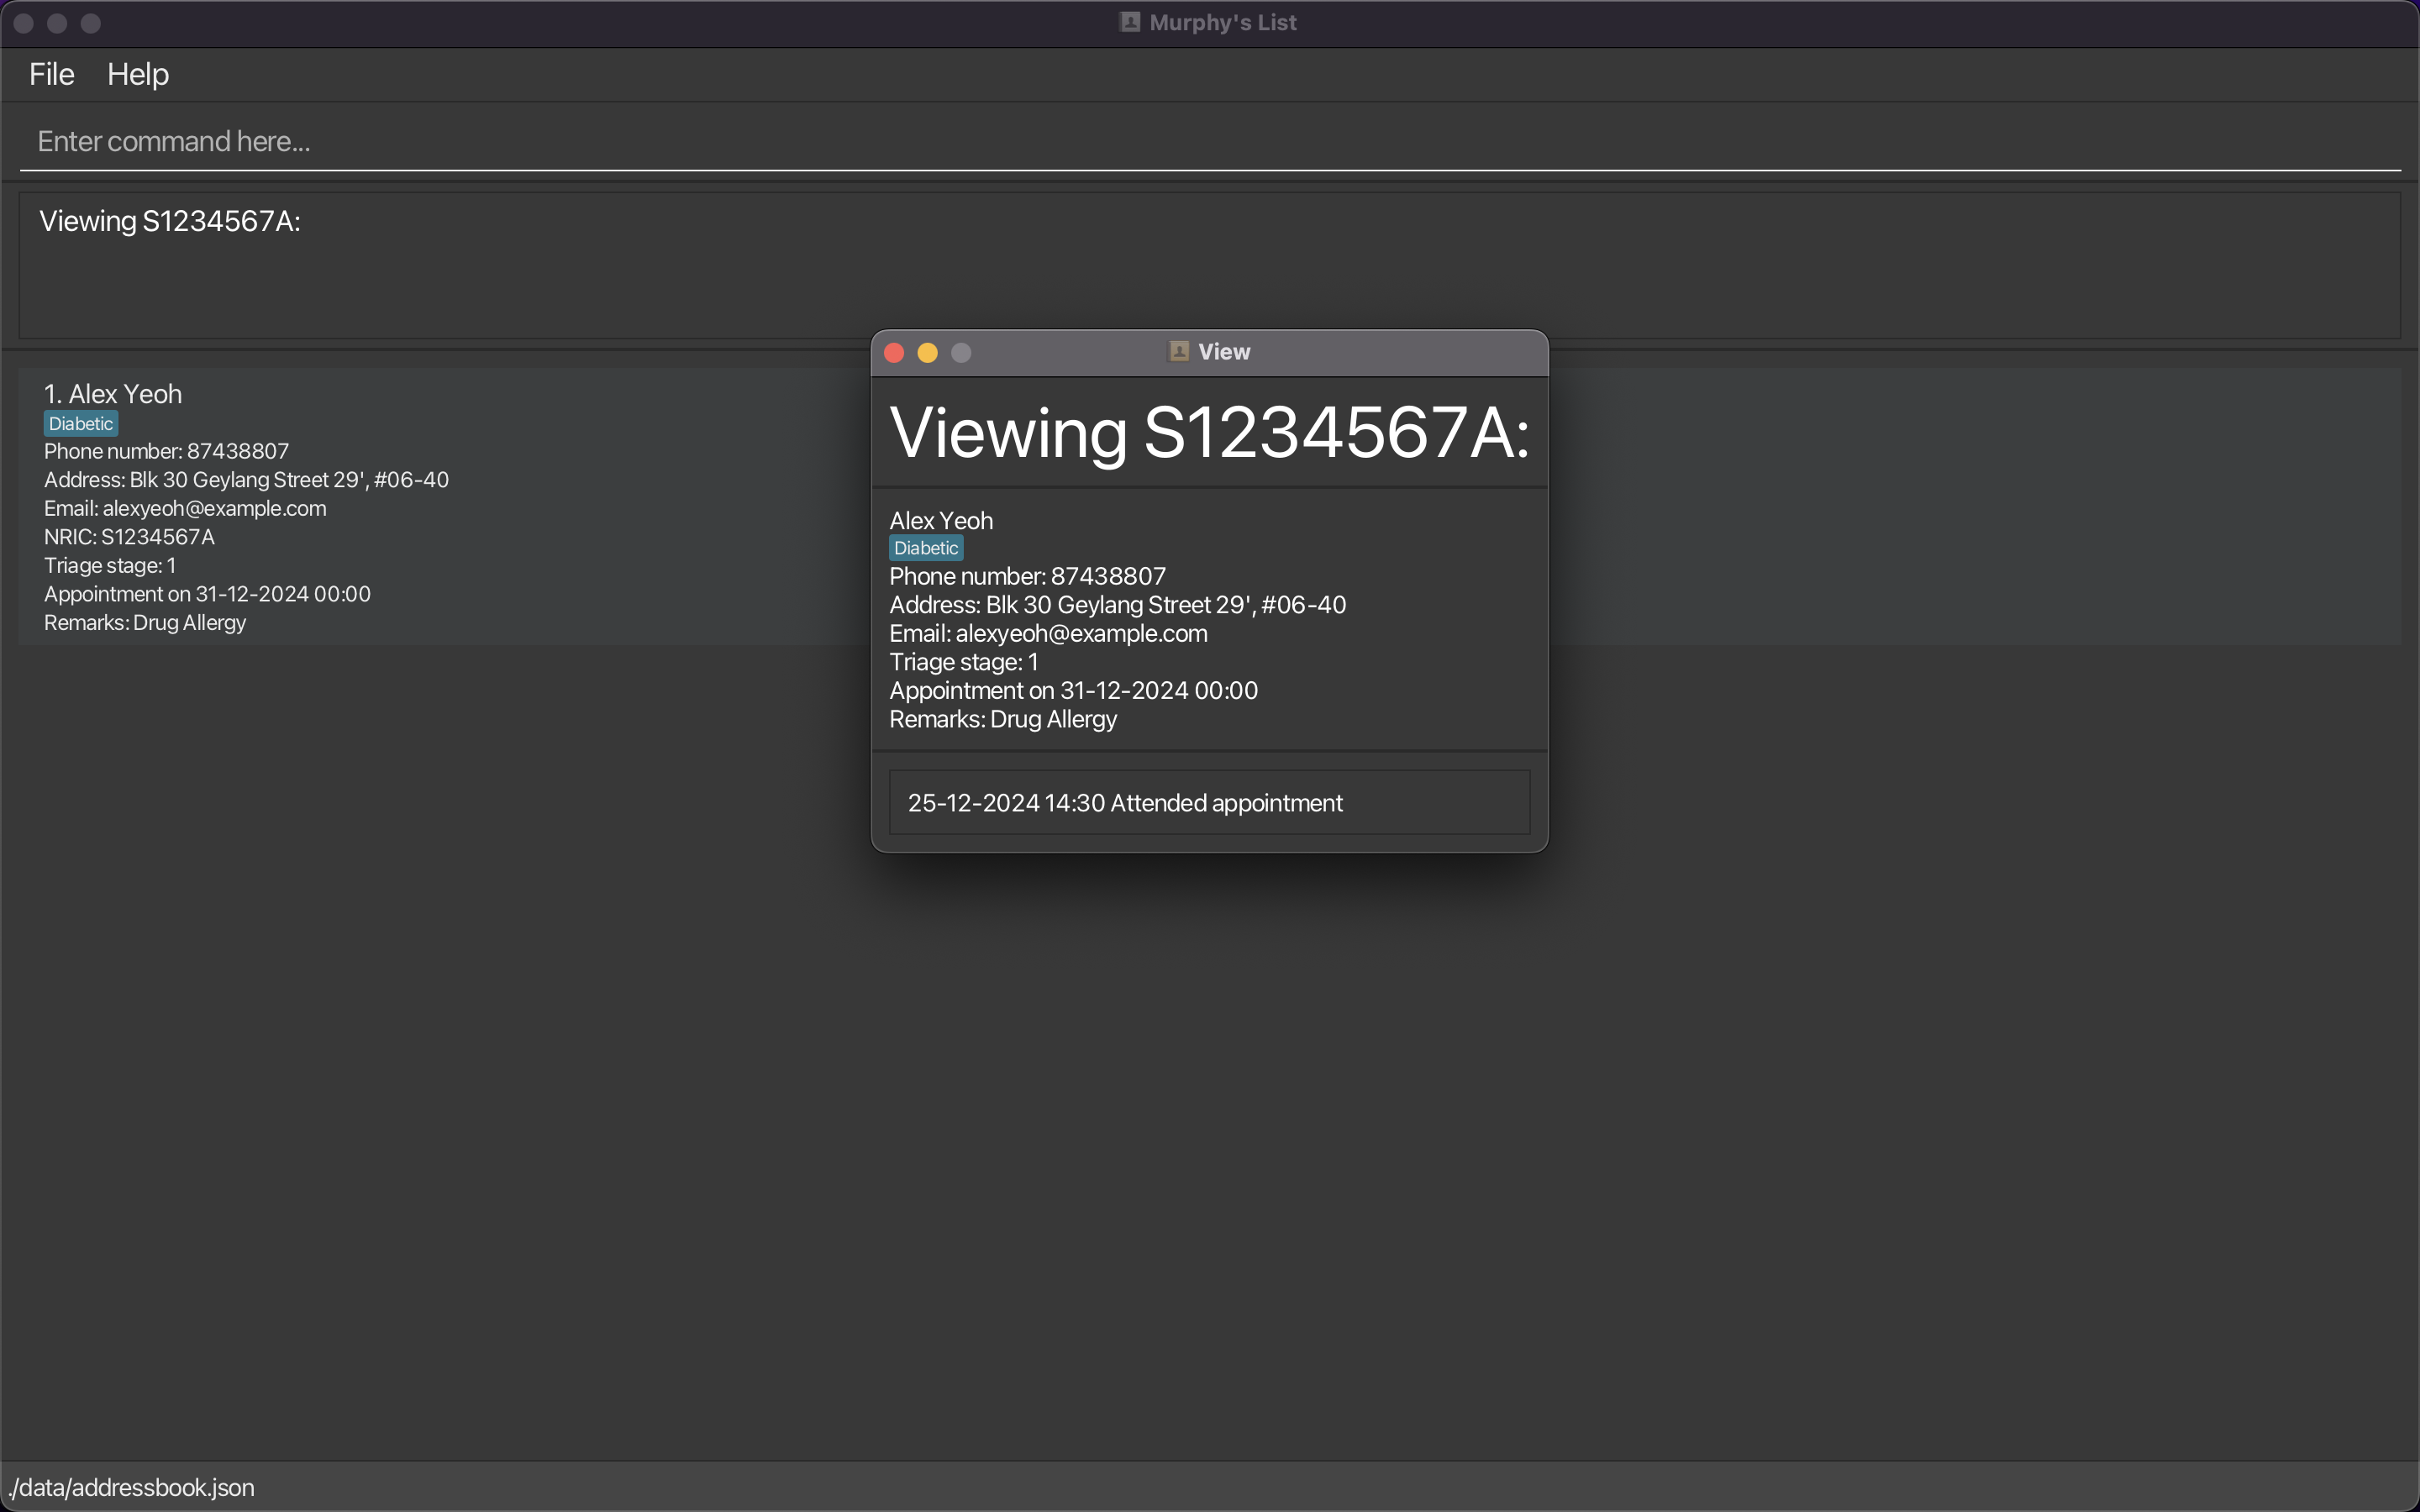 Murphy's List
File Help
Enter command here...
Viewing S1234567A:
1. Alex Yeoh
Diabetic
Phone number: 87438807
Address: Blk 30 Geylang Street 29', #06-40
Email: alexyeoh@example.com
NRIC: S1234567A
Triage stage: 1
Appointment on 31-12-2024 00:00
Remarks: Drug Allergy
View
Viewing S1234567A:
Alex Yeoh
Diabetic
Phone number: 87438807
Address: Blk 30 Geylang Street 29', #06-40
Email: alexyeoh@example.com
Triage stage: 1
Appointment on 31-12-2024 00:00
Remarks: Drug Allergy
25-12-2024 14:30 Attended appointment
./data/addressbook.json